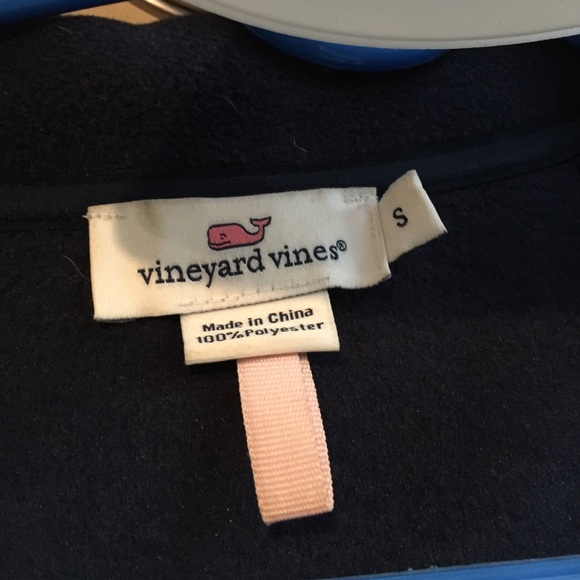 vineyard vines®
S
Made in China
100% Polyester